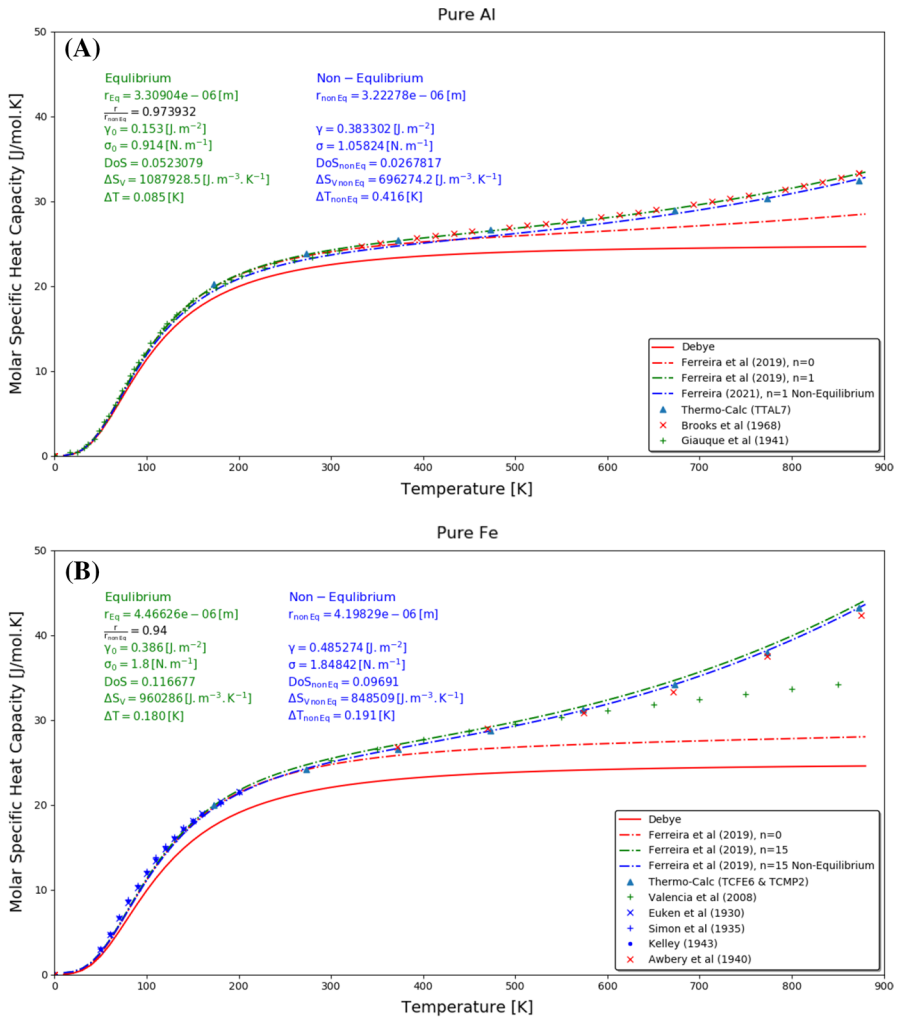 Pure Al
(A)
Equlibrium
r_Eq = 3.30904e − 06 [m]
r/r_nonEq = 0.973932
γ₀ = 0.153 [J.m⁻²]
σ₀ = 0.914 [N.m⁻¹]
DoS = 0.0523079
ΔS_V = 1087928.5 [J.m⁻³.K⁻¹]
ΔT = 0.085 [K]
Non − Equlibrium
r_nonEq = 3.22278e − 06 [m]
γ = 0.383302 [J.m⁻²]
σ = 1.05824 [N.m⁻¹]
DoS_nonEq = 0.0267817
ΔS_VnonEq = 696274.2 [J.m⁻³.K⁻¹]
ΔT_nonEq = 0.416 [K]
Molar Specific Heat Capacity [J/mol.K]
50
40
30
20
10
0
Debye
Ferreira et al (2019), n=0
Ferreira et al (2019), n=1
Ferreira (2021), n=1 Non-Equilibrium
Thermo-Calc (TTAL7)
Brooks et al (1968)
Giauque et al (1941)
0 100 200 300 400 500 600 700 800 900
Temperature [K]
Pure Fe
(B)
Equlibrium
r_Eq = 4.46626e − 06 [m]
r/r_nonEq = 0.94
γ₀ = 0.386 [J.m⁻²]
σ₀ = 1.8 [N.m⁻¹]
DoS = 0.116677
ΔS_V = 960286 [J.m⁻³.K⁻¹]
ΔT = 0.180 [K]
Non − Equlibrium
r_nonEq = 4.19829e − 06 [m]
γ = 0.485274 [J.m⁻²]
σ = 1.84842 [N.m⁻¹]
DoS_nonEq = 0.09691
ΔS_VnonEq = 848509 [J.m⁻³.K⁻¹]
ΔT_nonEq = 0.191 [K]
Molar Specific Heat Capacity [J/mol.K]
50
40
30
20
10
0
Debye
Ferreira et al (2019), n=0
Ferreira et al (2019), n=15
Ferreira et al (2019), n=15 Non-Equilibrium
Thermo-Calc (TCFE6 & TCMP2)
Valencia et al (2008)
Euken et al (1930)
Simon et al (1935)
Kelley (1943)
Awbery et al (1940)
0 100 200 300 400 500 600 700 800 900
Temperature [K]